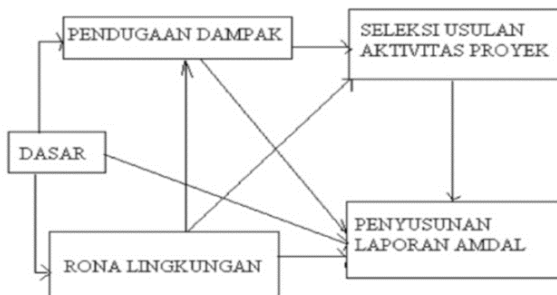 PENDUGAAN DAMPAK
SELEKSI USULAN
AKTIVITAS PROYEK
DASAR
PENYUSUNAN
LAPORAN AMDAL
RONA LINGKUNGAN